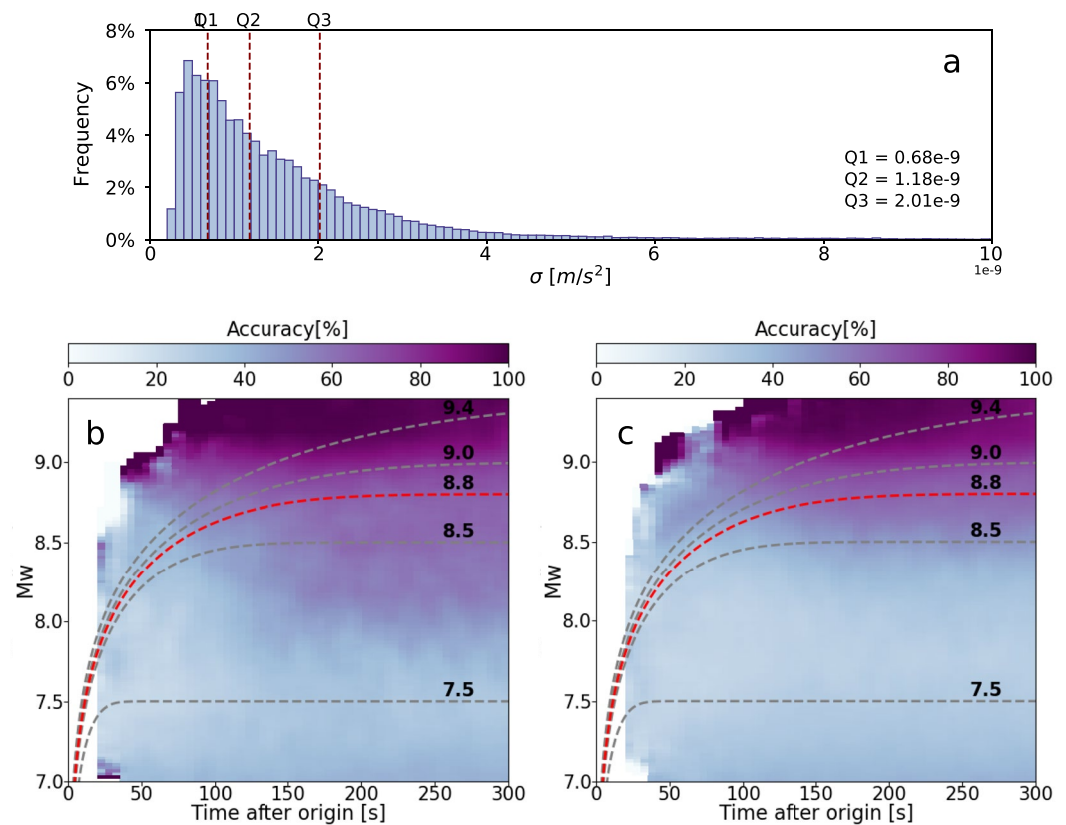 Q1 Q2 Q3
8%
6%
4%
2%
0%
Frequency
a
Q1 = 0.68e-9
Q2 = 1.18e-9
Q3 = 2.01e-9
0 2 4 6 8 10
1e-9
σ [m/s²]
Accuracy[%]
0 20 40 60 80 100
b
9.4
9.0
8.8
8.5
7.5
9.0
8.5
8.0
7.5
7.0
Mw
0 50 100 150 200 250 300
Time after origin [s]
Accuracy[%]
0 20 40 60 80 100
c
9.4
9.0
8.8
8.5
7.5
9.0
8.5
8.0
7.5
7.0
Mw
0 50 100 150 200 250 300
Time after origin [s]